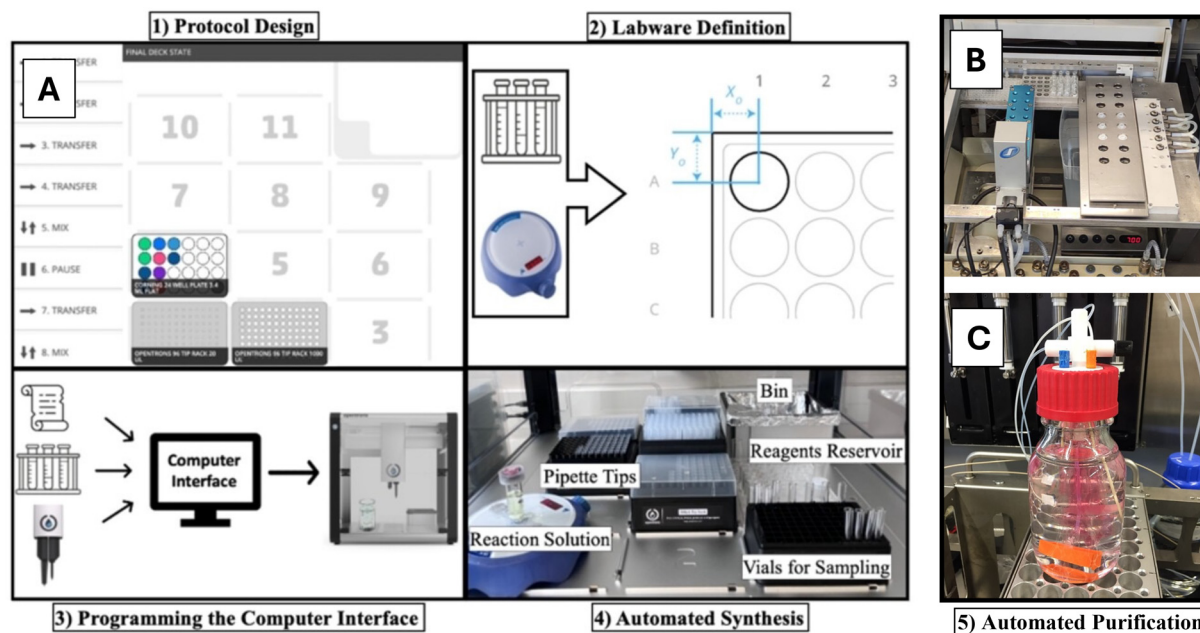 1) Protocol Design
A
FINAL DECK STATE
SFER
SFER
3. TRANSFER
4. TRANSFER
5. MIX
6. PAUSE
7. TRANSFER
8. MIX
10
11
7
8
9
5
6
3
CORNING 24 WELL PLATE 3.4
ML FLAT
OPENTRONS 96 TIP RACK 20
UL
OPENTRONS 96 TIP RACK 1000
UL
2) Labware Definition
1
2
3
Xo
Yo
A
B
C
Computer
Interface
3) Programming the Computer Interface
Bin
Reagents Reservoir
Pipette Tips
Reaction Solution
Vials for Sampling
4) Automated Synthesis
B
700
C
5) Automated Purification